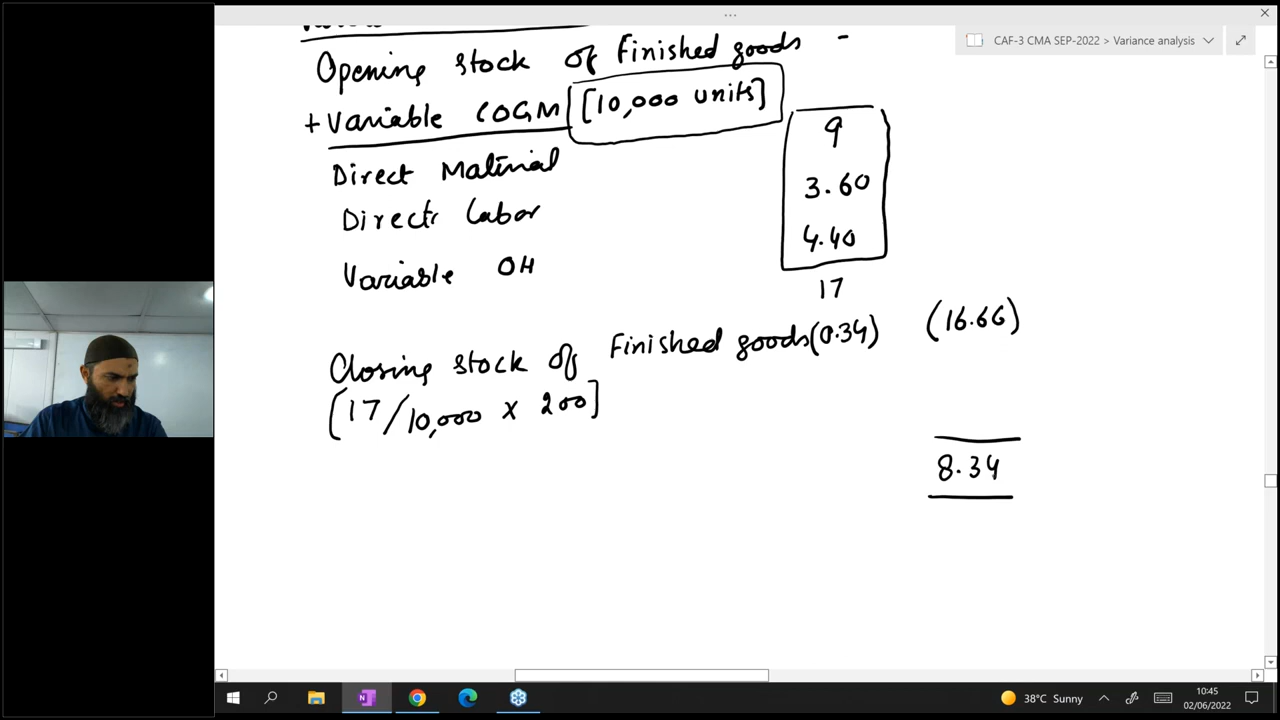 CAF-3 CMA SEP-2022 > Variance analysis
Opening stock of Finished goods -
+ Variable COGM [10,000 units]
Direct Material 9
Direct Labor 3.60
Variable OH 4.40
17
Closing stock of Finished goods (0.34) (16.66)
[17/10,000 x 200]
8.34
38°C Sunny
10:45
02/06/2022